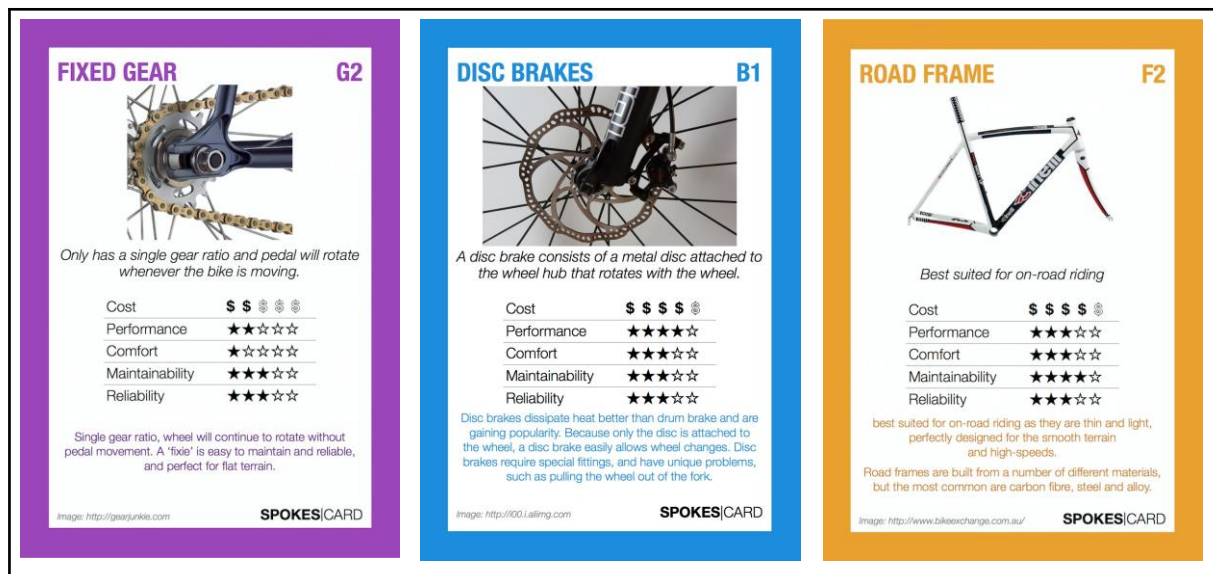 FIXED GEAR G2
Only has a single gear ratio and pedal will rotate
whenever the bike is moving.
Cost $ $ $ $ $
Performance ★★☆☆☆
Comfort ★☆☆☆☆
Maintainability ★★★☆☆
Reliability ★★★☆☆
Single gear ratio, wheel will continue to rotate without
pedal movement. A 'fixie' is easy to maintain and reliable,
and perfect for flat terrain.
Image: http://gearjunkie.com SPOKES|CARD
DISC BRAKES B1
A disc brake consists of a metal disc attached to
the wheel hub that rotates with the wheel.
Cost $ $ $ $ $
Performance ★★★★☆
Comfort ★★★☆☆
Maintainability ★★★☆☆
Reliability ★★★☆☆
Disc brakes dissipate heat better than drum brake and are
gaining popularity. Because only the disc is attached to
the wheel, a disc brake easily allows wheel changes. Disc
brakes require special fittings, and have unique problems,
such as pulling the wheel out of the fork.
Image: http://i00.i.aliimg.com SPOKES|CARD
ROAD FRAME F2
cinelli
Best suited for on-road riding
Cost $ $ $ $ $
Performance ★★★☆☆
Comfort ★★★☆☆
Maintainability ★★★★☆
Reliability ★★★☆☆
best suited for on-road riding as they are thin and light,
perfectly designed for the smooth terrain
and high-speeds.
Road frames are built from a number of different materials,
but the most common are carbon fibre, steel and alloy.
Image: http://www.bikeexchange.com.au/ SPOKES|CARD